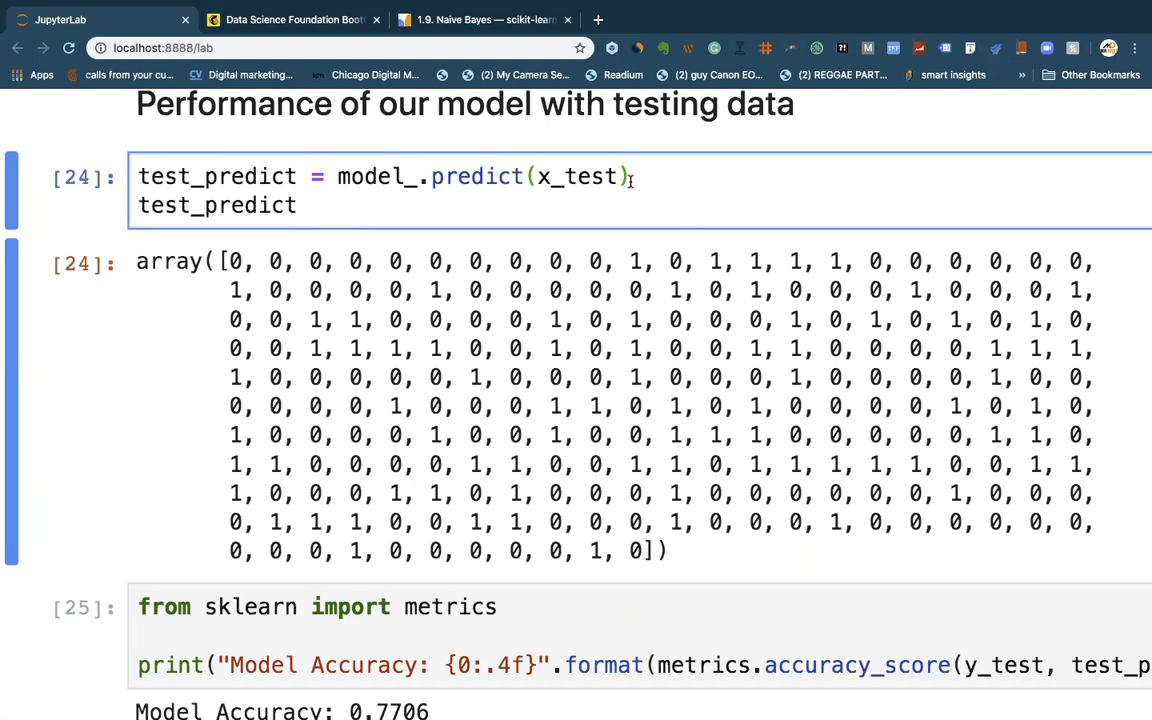 JupyterLab
Data Science Foundation Boot
1.9. Naive Bayes — scikit-learn
localhost:8888/lab
Apps
calls from your cu...
CV Digital marketing...
Chicago Digital M...
(2) My Camera Se...
Readium
(2) guy Canon EO...
(2) REGGAE PART...
smart insights
»
Other Bookmarks
Performance of our model with testing data
[24]: test_predict = model_.predict(x_test)
test_predict
[24]: array([0, 0, 0, 0, 0, 0, 0, 0, 0, 0, 1, 0, 1, 1, 1, 1, 0, 0, 0, 0, 0, 0,
1, 0, 0, 0, 0, 1, 0, 0, 0, 0, 0, 1, 0, 1, 0, 0, 0, 1, 0, 0, 0, 1,
0, 0, 1, 1, 0, 0, 0, 0, 1, 0, 1, 0, 0, 0, 1, 0, 1, 0, 1, 0, 1, 0,
0, 0, 1, 1, 1, 1, 0, 0, 1, 0, 1, 0, 0, 1, 1, 0, 0, 0, 0, 1, 1, 1,
1, 0, 0, 0, 0, 0, 1, 0, 0, 0, 1, 0, 0, 0, 1, 0, 0, 0, 0, 1, 0, 0,
0, 0, 0, 0, 1, 0, 0, 0, 1, 1, 0, 1, 0, 1, 0, 0, 0, 0, 1, 0, 1, 0,
1, 0, 0, 0, 0, 1, 0, 0, 1, 0, 0, 1, 1, 1, 0, 0, 0, 0, 0, 1, 1, 0,
1, 1, 0, 0, 0, 0, 1, 1, 0, 0, 1, 1, 0, 1, 1, 1, 1, 1, 0, 0, 1, 1,
1, 0, 0, 0, 1, 1, 0, 1, 0, 0, 0, 1, 0, 0, 0, 0, 0, 0, 1, 0, 0, 0,
0, 1, 1, 1, 0, 0, 1, 1, 0, 0, 0, 1, 0, 0, 0, 1, 0, 0, 0, 0, 0, 0,
0, 0, 0, 1, 0, 0, 0, 0, 0, 1, 0])
[25]: from sklearn import metrics
print("Model Accuracy: {0:.4f}".format(metrics.accuracy_score(y_test, test_p
Model Accuracy: 0.7706